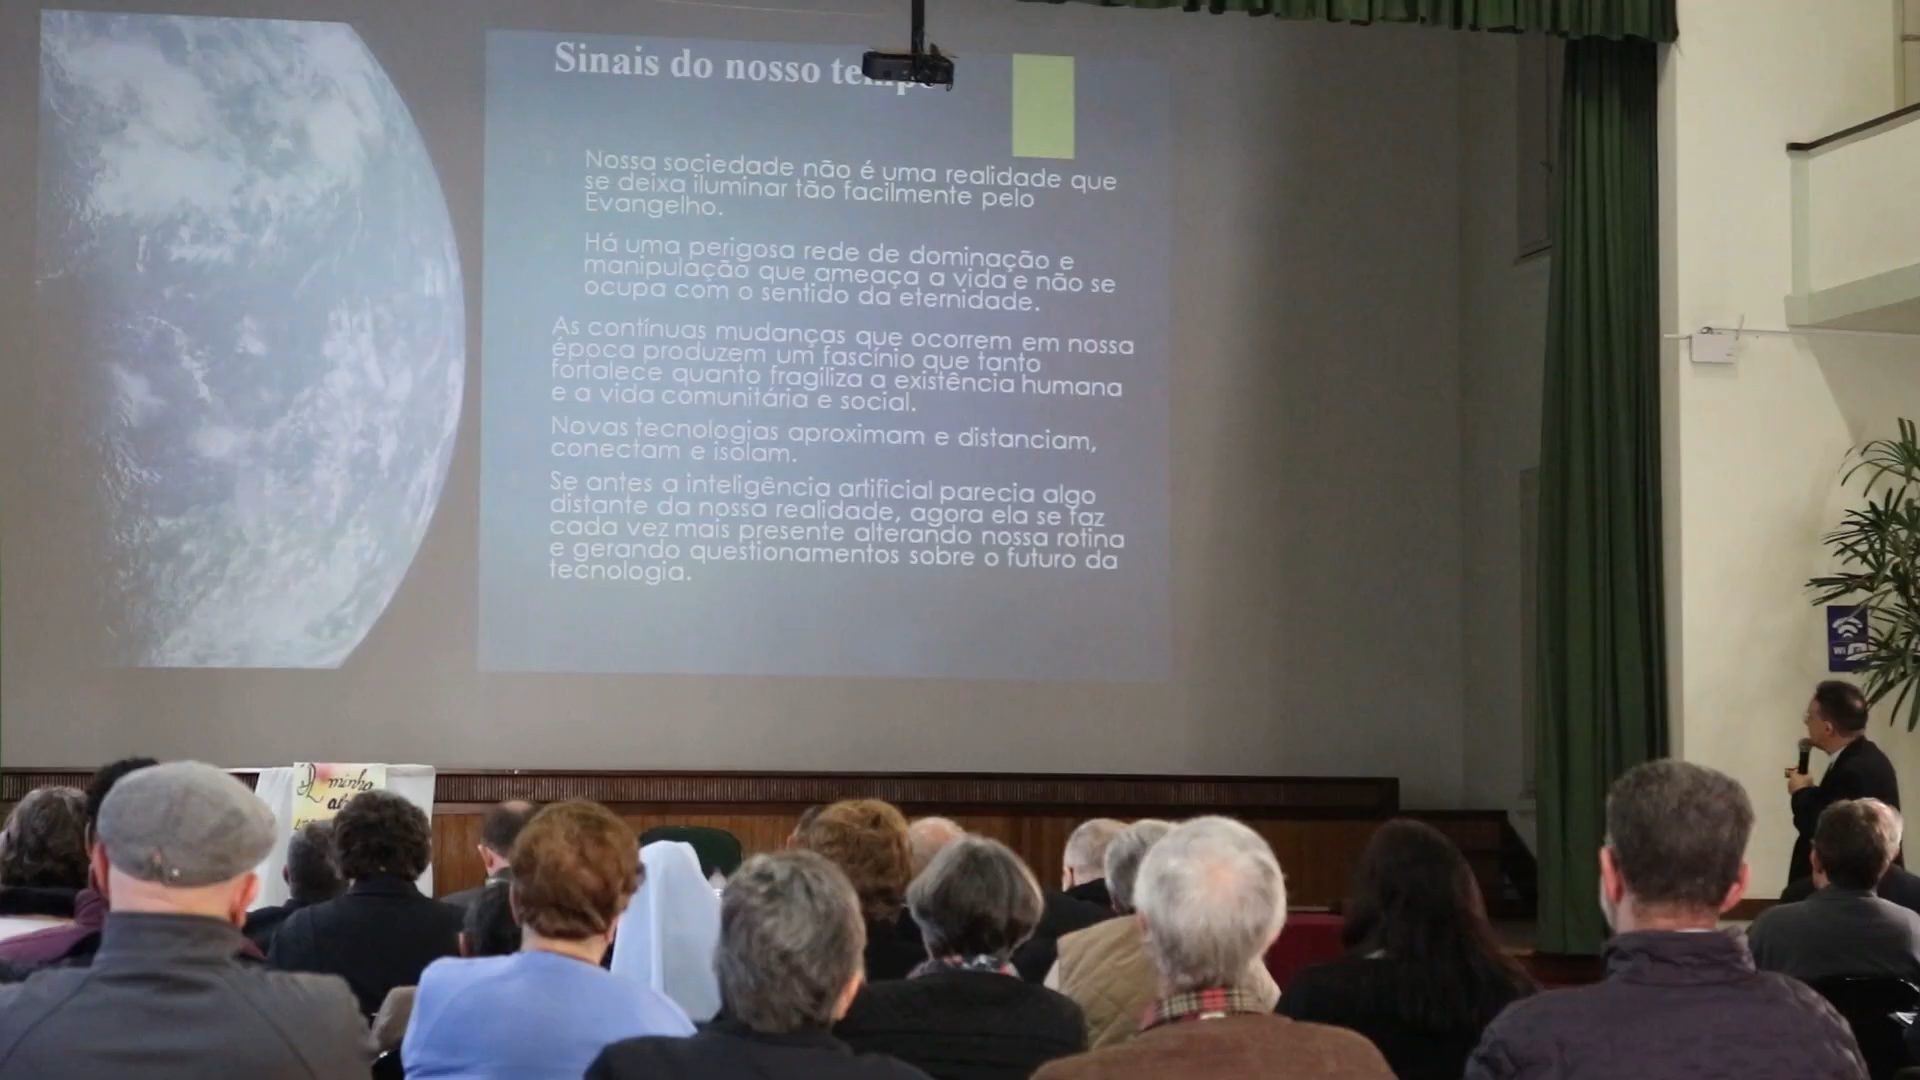 Sinais do nosso tempo
Nossa sociedade não é uma realidade que
se deixa iluminar tão facilmente pelo
Evangelho.
Há uma perigosa rede de dominação e
manipulação que ameaça a vida e não se
ocupa com o sentido da eternidade.
As contínuas mudanças que ocorrem em nossa
época produzem um fascínio que tanto
fortalece quanto fragiliza a existência humana
e a vida comunitária e social.
Novas tecnologias aproximam e distanciam,
conectam e isolam.
Se antes a inteligência artificial parecia algo
distante da nossa realidade, agora ela se faz
cada vez mais presente alterando nossa rotina
e gerando questionamentos sobre o futuro da
tecnologia.
minha